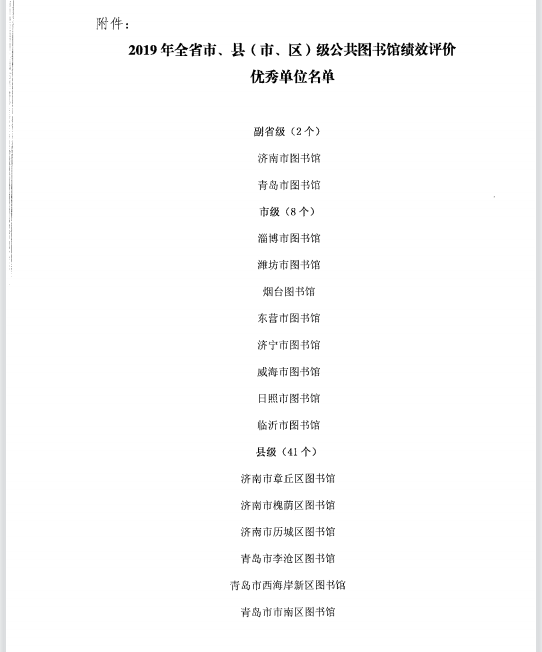 附件：
2019 年全省市、县（市、区）级公共图书馆绩效评价
优秀单位名单
副省级（2 个）
济南市图书馆
青岛市图书馆
市级（8 个）
淄博市图书馆
潍坊市图书馆
烟台图书馆
东营市图书馆
济宁市图书馆
威海市图书馆
日照市图书馆
临沂市图书馆
县级（41 个）
济南市章丘区图书馆
济南市槐荫区图书馆
济南市历城区图书馆
青岛市李沧区图书馆
青岛市西海岸新区图书馆
青岛市市南区图书馆